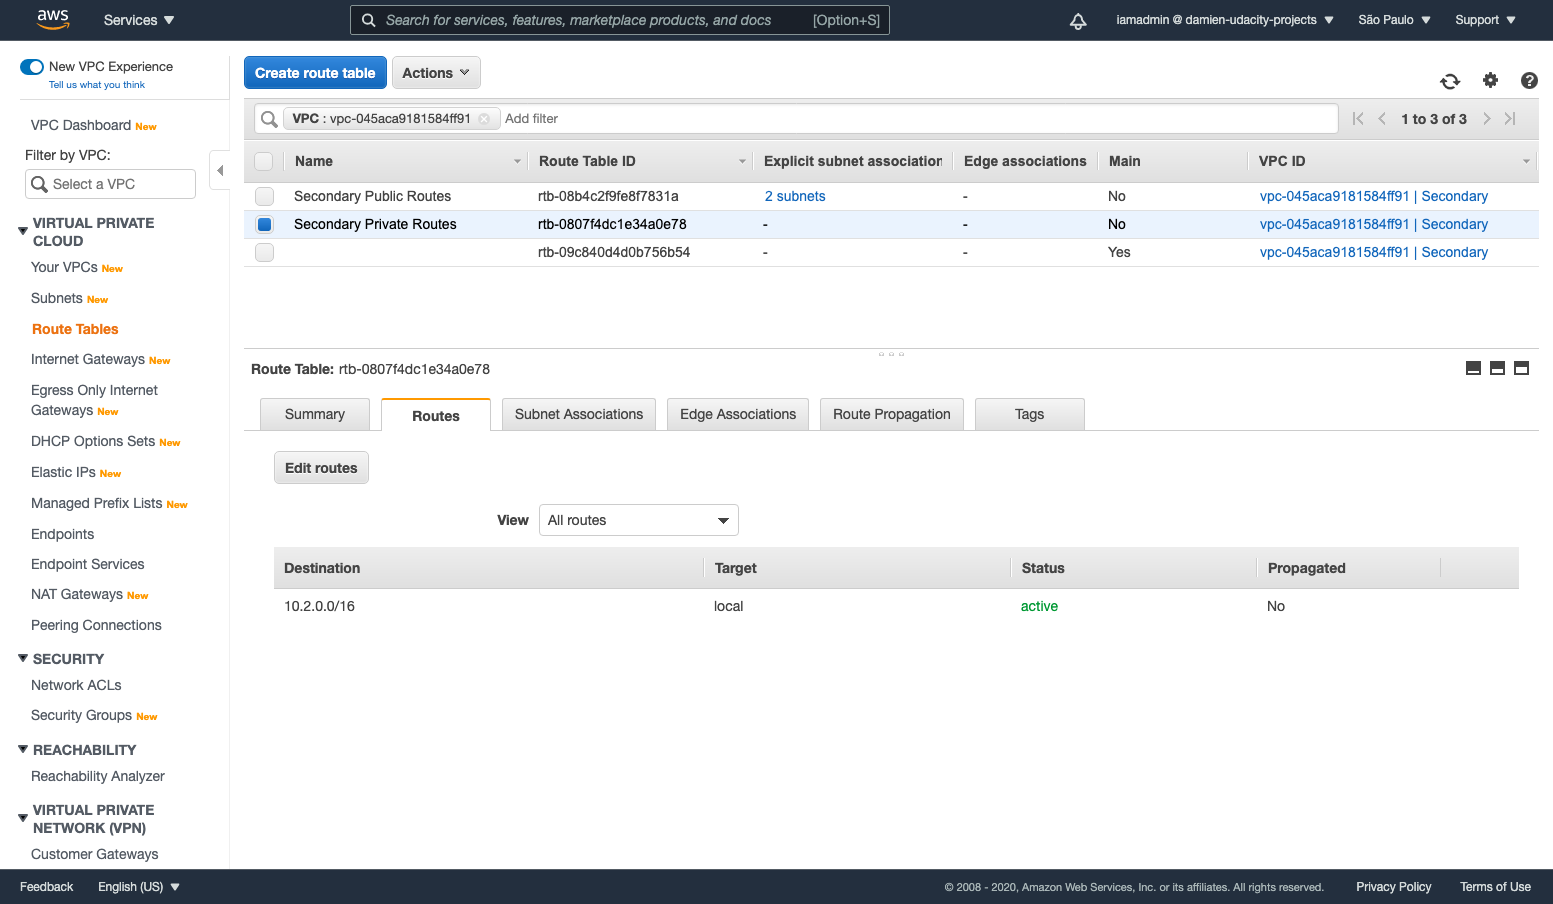 aws
Services
Search for services, features, marketplace products, and docs [Option+S]
iamadmin @ damien-udacity-projects
São Paulo
Support
New VPC Experience
Tell us what you think
VPC Dashboard New
Filter by VPC:
Select a VPC
VIRTUAL PRIVATE
CLOUD
Your VPCs New
Subnets New
Route Tables
Internet Gateways New
Egress Only Internet
Gateways New
DHCP Options Sets New
Elastic IPs New
Managed Prefix Lists New
Endpoints
Endpoint Services
NAT Gateways New
Peering Connections
SECURITY
Network ACLs
Security Groups New
REACHABILITY
Reachability Analyzer
VIRTUAL PRIVATE
NETWORK (VPN)
Customer Gateways
Create route table
Actions
VPC : vpc-045aca9181584ff91 Add filter
1 to 3 of 3
Name Route Table ID Explicit subnet association Edge associations Main VPC ID
Secondary Public Routes rtb-08b4c2f9fe8f7831a 2 subnets - No vpc-045aca9181584ff91 | Secondary
Secondary Private Routes rtb-0807f4dc1e34a0e78 - - No vpc-045aca9181584ff91 | Secondary
rtb-09c840d4d0b756b54 - - Yes vpc-045aca9181584ff91 | Secondary
Route Table: rtb-0807f4dc1e34a0e78
Summary Routes Subnet Associations Edge Associations Route Propagation Tags
Edit routes
View All routes
Destination Target Status Propagated
10.2.0.0/16 local active No
Feedback English (US)
© 2008 - 2020, Amazon Web Services, Inc. or its affiliates. All rights reserved. Privacy Policy Terms of Use